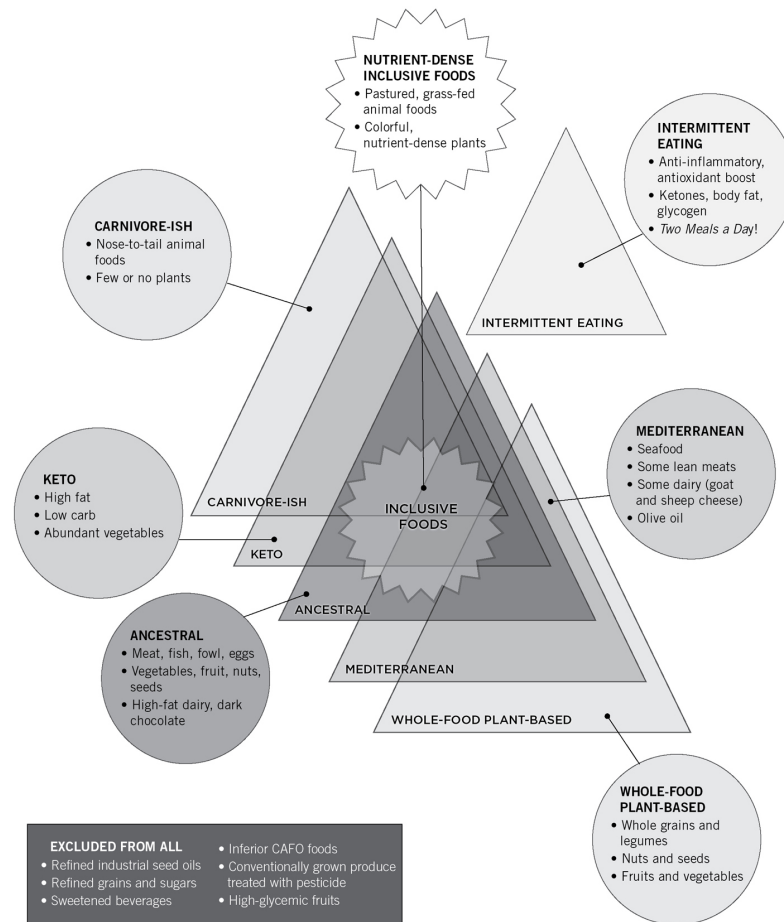 NUTRIENT-DENSE
INCLUSIVE FOODS
• Pastured, grass-fed
animal foods
• Colorful,
nutrient-dense plants
INTERMITTENT
EATING
• Anti-inflammatory,
antioxidant boost
• Ketones, body fat,
glycogen
• Two Meals a Day!
INTERMITTENT EATING
CARNIVORE-ISH
• Nose-to-tail animal
foods
• Few or no plants
CARNIVORE-ISH
MEDITERRANEAN
• Seafood
• Some lean meats
• Some dairy (goat
and sheep cheese)
• Olive oil
KETO
• High fat
• Low carb
• Abundant vegetables
INCLUSIVE
FOODS
KETO
ANCESTRAL
ANCESTRAL
• Meat, fish, fowl, eggs
• Vegetables, fruit, nuts,
seeds
• High-fat dairy, dark
chocolate
MEDITERRANEAN
WHOLE-FOOD PLANT-BASED
WHOLE-FOOD
PLANT-BASED
• Whole grains and
legumes
• Nuts and seeds
• Fruits and vegetables
EXCLUDED FROM ALL
• Refined industrial seed oils
• Refined grains and sugars
• Sweetened beverages
• Inferior CAFO foods
• Conventionally grown produce
treated with pesticide
• High-glycemic fruits